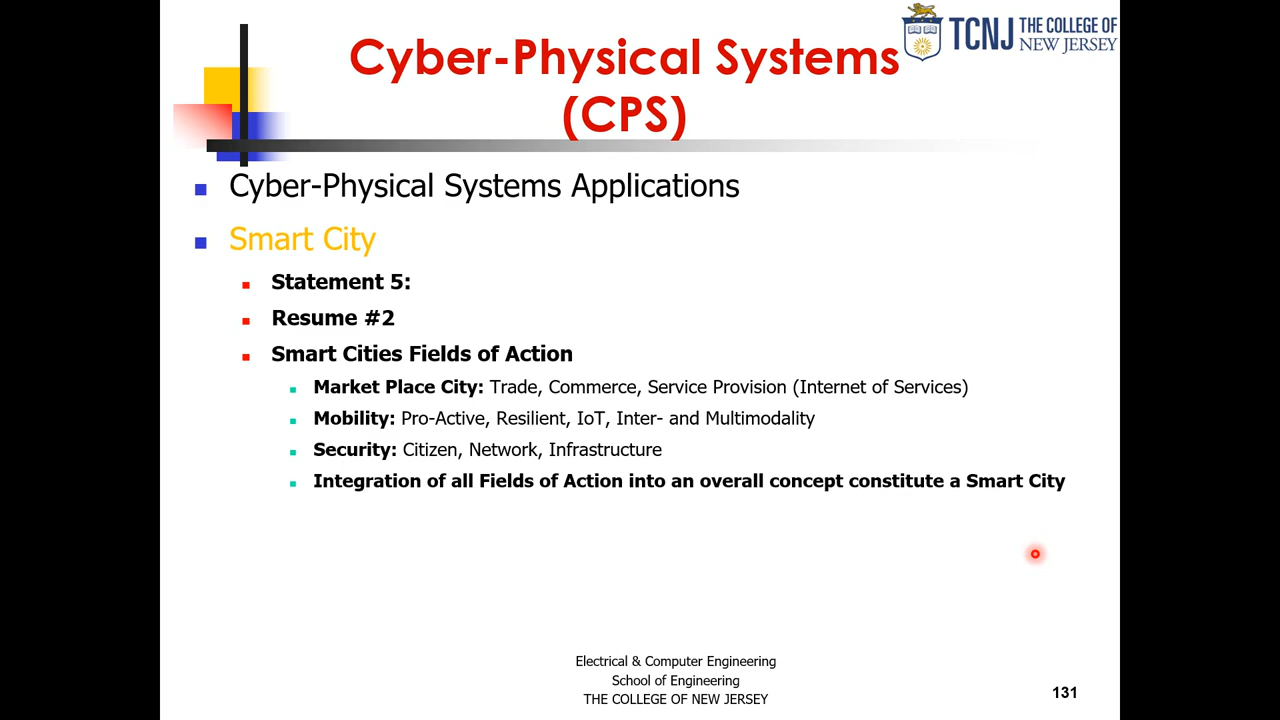 TCNJ THE COLLEGE OF
NEW JERSEY
Cyber-Physical Systems
(CPS)
Cyber-Physical Systems Applications
Smart City
Statement 5:
Resume #2
Smart Cities Fields of Action
Market Place City: Trade, Commerce, Service Provision (Internet of Services)
Mobility: Pro-Active, Resilient, IoT, Inter- and Multimodality
Security: Citizen, Network, Infrastructure
Integration of all Fields of Action into an overall concept constitute a Smart City
Electrical & Computer Engineering
School of Engineering
THE COLLEGE OF NEW JERSEY
131